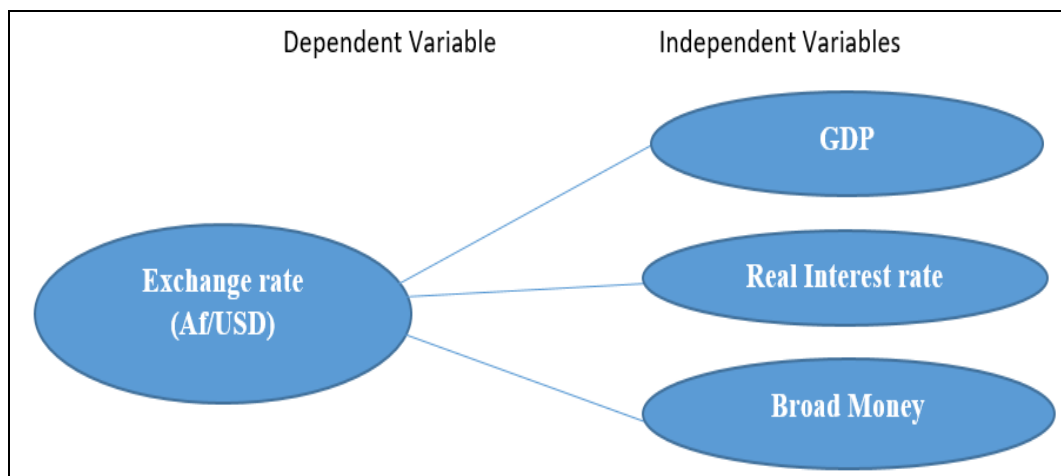 Dependent Variable
Independent Variables
GDP
Exchange rate
(Af/USD)
Real Interest rate
Broad Money